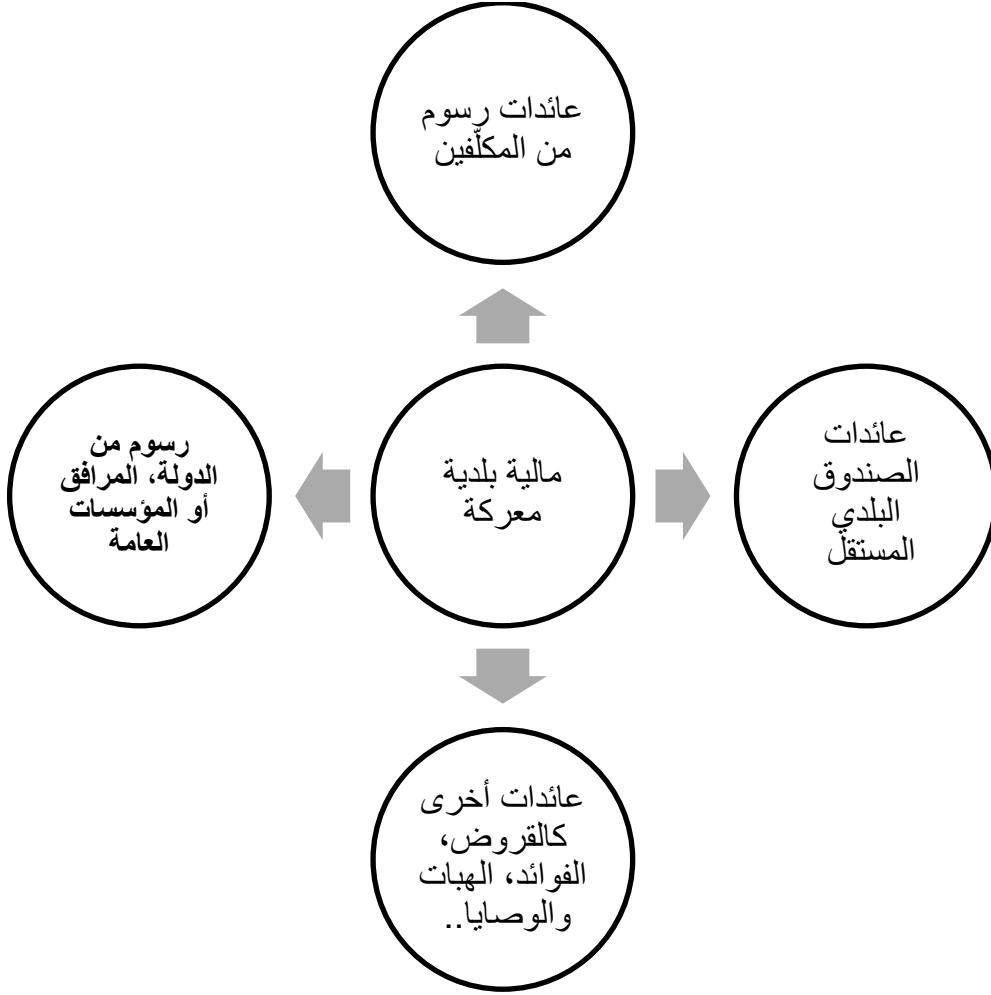 عائدات رسوم
من المكلّفين
مالية بلدية
معركة
عائدات
الصندوق
البلدي
المستقل
رسوم من
الدولة، المرافق
أو المؤسسات
العامة
عائدات أخرى
كالقروض،
الفوائد، الهبات
والوصايا..